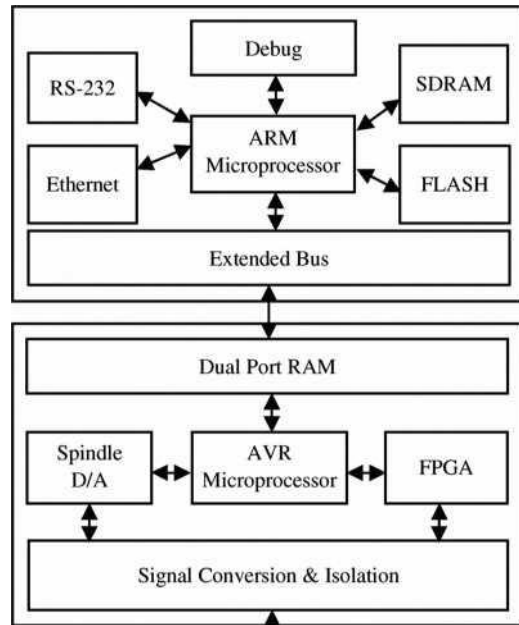 Debug
RS-232
SDRAM
ARM
Microprocessor
Ethernet
FLASH
Extended Bus
Dual Port RAM
Spindle
D/A
AVR
Microprocessor
FPGA
Signal Conversion & Isolation